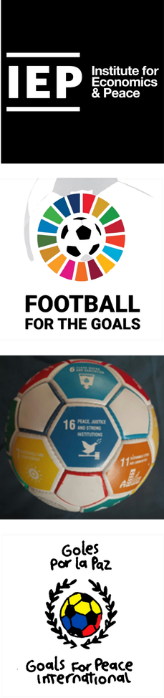 IEP
Institute for
Economics
& Peace
FOOTBALL
FOR THE GOALS
16 PEACE, JUSTICE
AND STRONG
INSTITUTIONS
11
Goles
Por la Paz
Goals For Peace
International